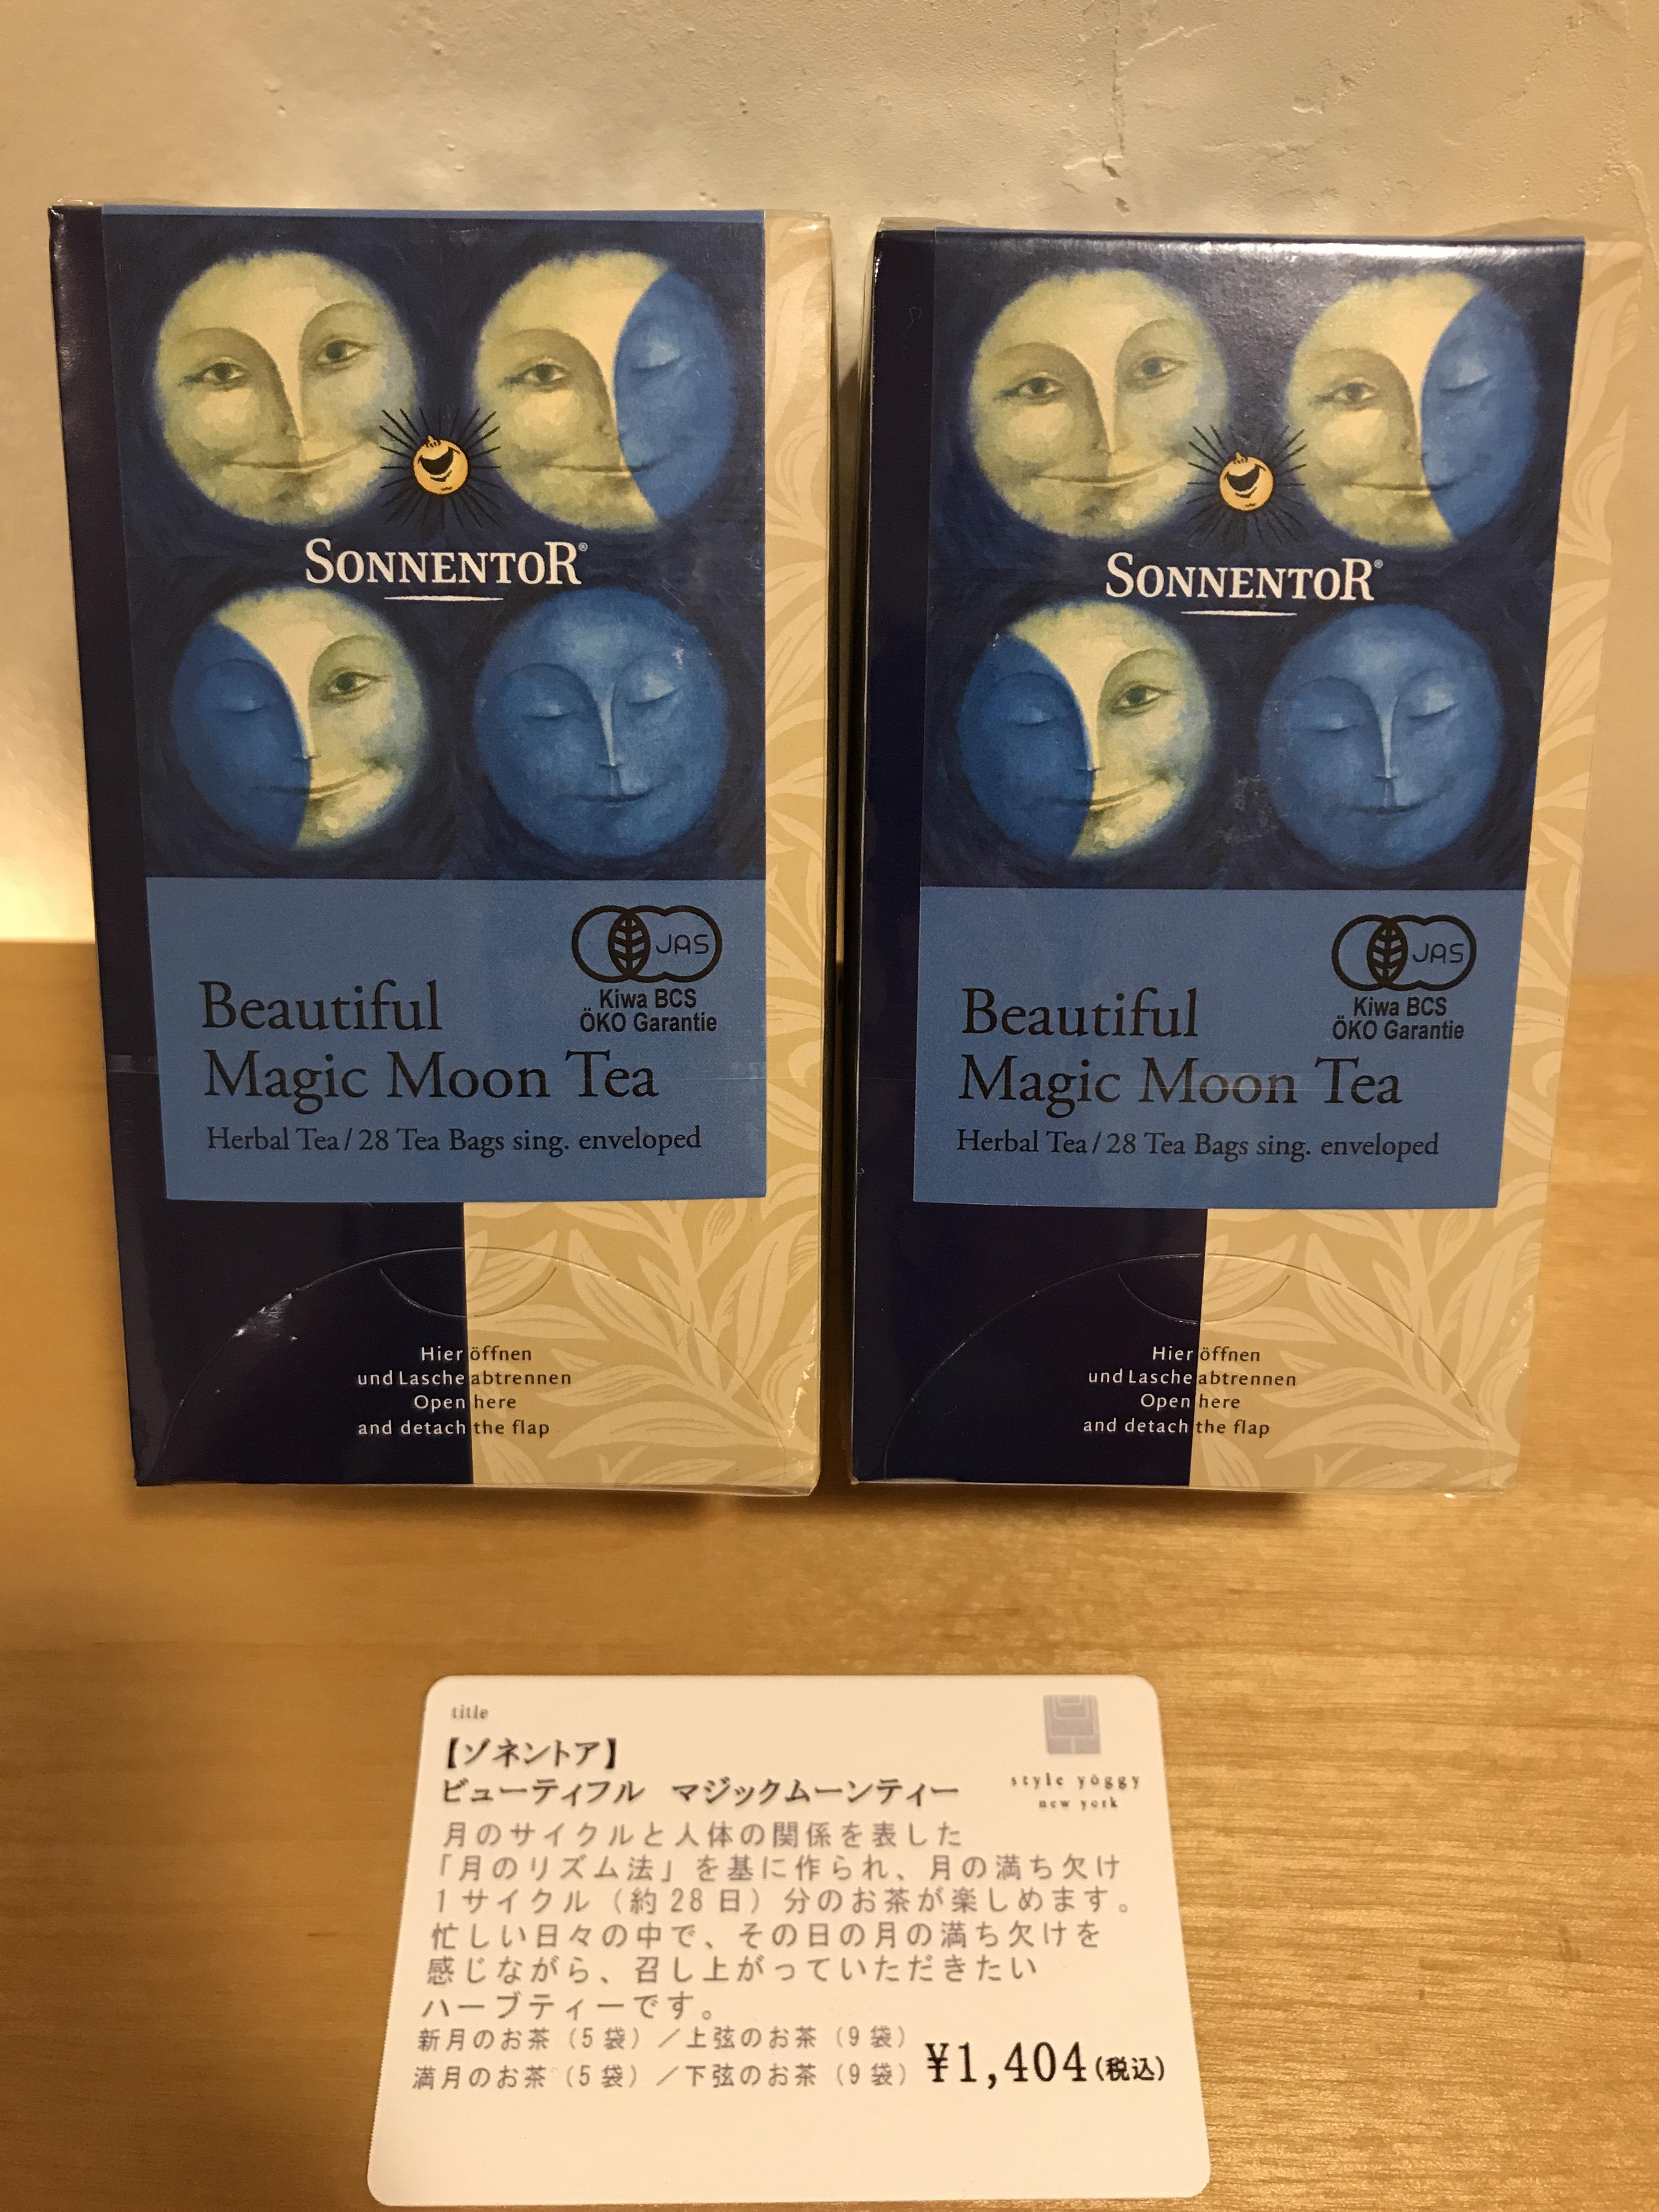 SONNENTOR®
JAS
Kiwa BCS
ÖKO Garantie
Beautiful
Magic Moon Tea
Herbal Tea / 28 Tea Bags sing. enveloped
Hier öffnen
und Lasche abtrennen
Open here
and detach the flap
SONNENTOR®
JAS
Kiwa BCS
ÖKO Garantie
Beautiful
Magic Moon Tea
Herbal Tea / 28 Tea Bags sing. enveloped
Hier öffnen
und Lasche abtrennen
Open here
and detach the flap
title
【ゾネントア】
ビューティフル マジックムーンティー
style yoggy
new york
月のサイクルと人体の関係を表した
「月のリズム法」を基に作られ、月の満ち欠け
1サイクル（約28日）分のお茶が楽しめます。
忙しい日々の中で、その日の月の満ち欠けを
感じながら、召し上がっていただきたい
ハーブティーです。
新月のお茶（5袋）／上弦のお茶（9袋）
満月のお茶（5袋）／下弦のお茶（9袋）
¥1,404(税込)